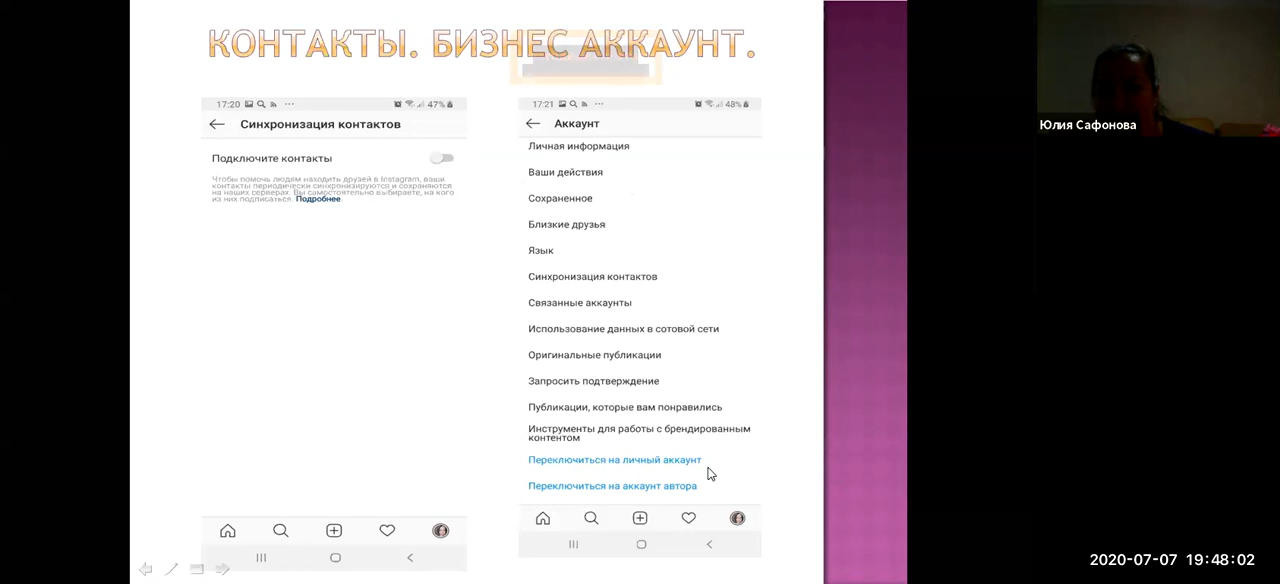 КОНТАКТЫ. БИЗНЕС АККАУНТ.
17:20
47%
Синхронизация контактов
Подключите контакты
Чтобы помочь людям находить друзей в Instagram, ваши
контакты периодически синхронизируются и сохраняются
на наших серверах. Вы самостоятельно выбираете, на кого
из них подписаться. Подробнее
17:21
48%
Аккаунт
Личная информация
Ваши действия
Сохраненное
Близкие друзья
Язык
Синхронизация контактов
Связанные аккаунты
Использование данных в сотовой сети
Оригинальные публикации
Запросить подтверждение
Публикации, которые вам понравились
Инструменты для работы с брендированным
контентом
Переключиться на личный аккаунт
Переключиться на аккаунт автора
Юлия Сафонова
2020-07-07 19:48:02